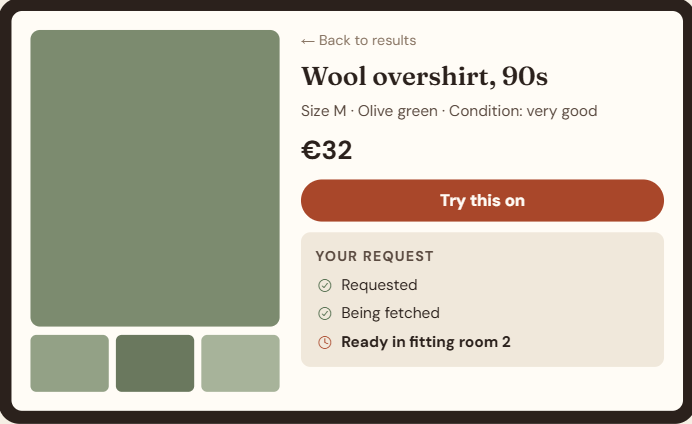 ← Back to results
Wool overshirt, 90s
Size M · Olive green · Condition: very good
€32
Try this on
YOUR REQUEST
Requested
Being fetched
Ready in fitting room 2